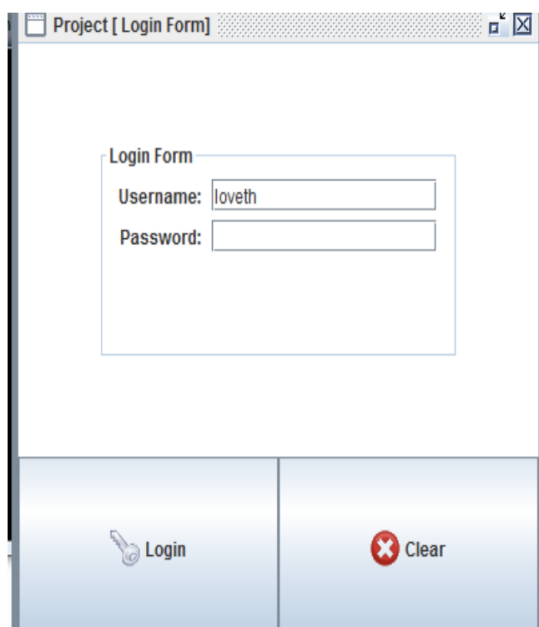 Project [ Login Form]
Login Form
Username: loveth
Password:
Login Clear